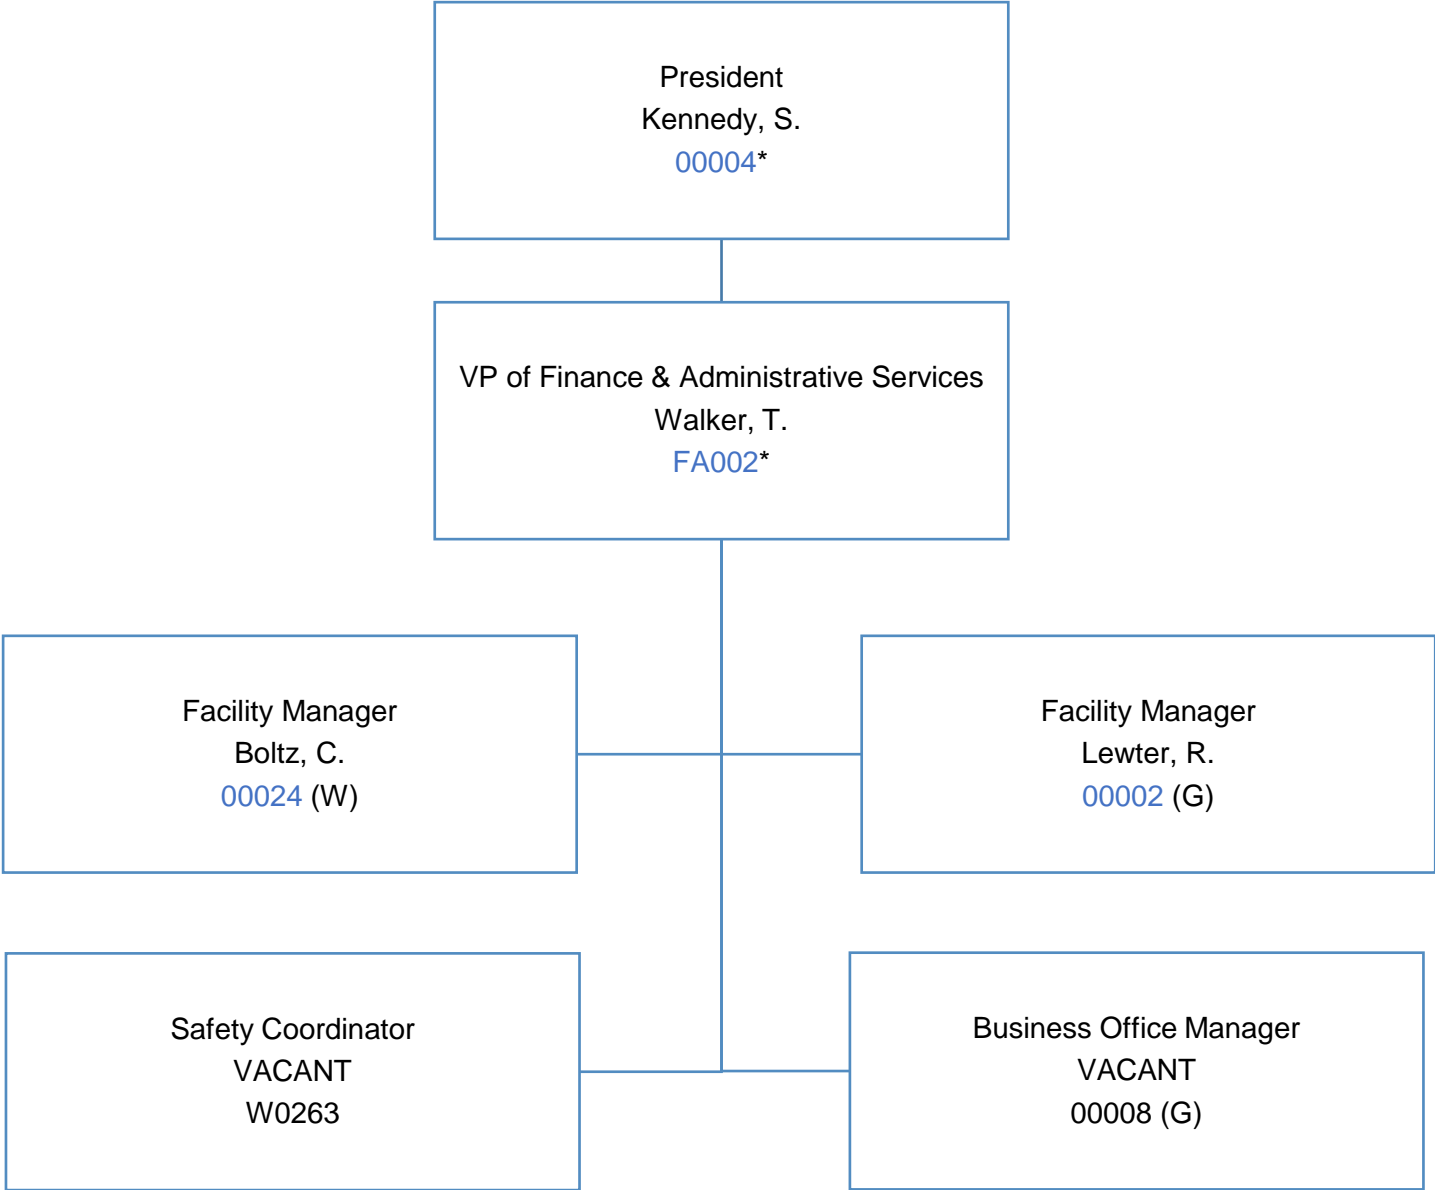 President
Kennedy, S.
00004*
VP of Finance & Administrative Services
Walker, T.
FA002*
Facility Manager
Boltz, C.
00024 (W)
Facility Manager
Lewter, R.
00002 (G)
Safety Coordinator
VACANT
W0263
Business Office Manager
VACANT
00008 (G)